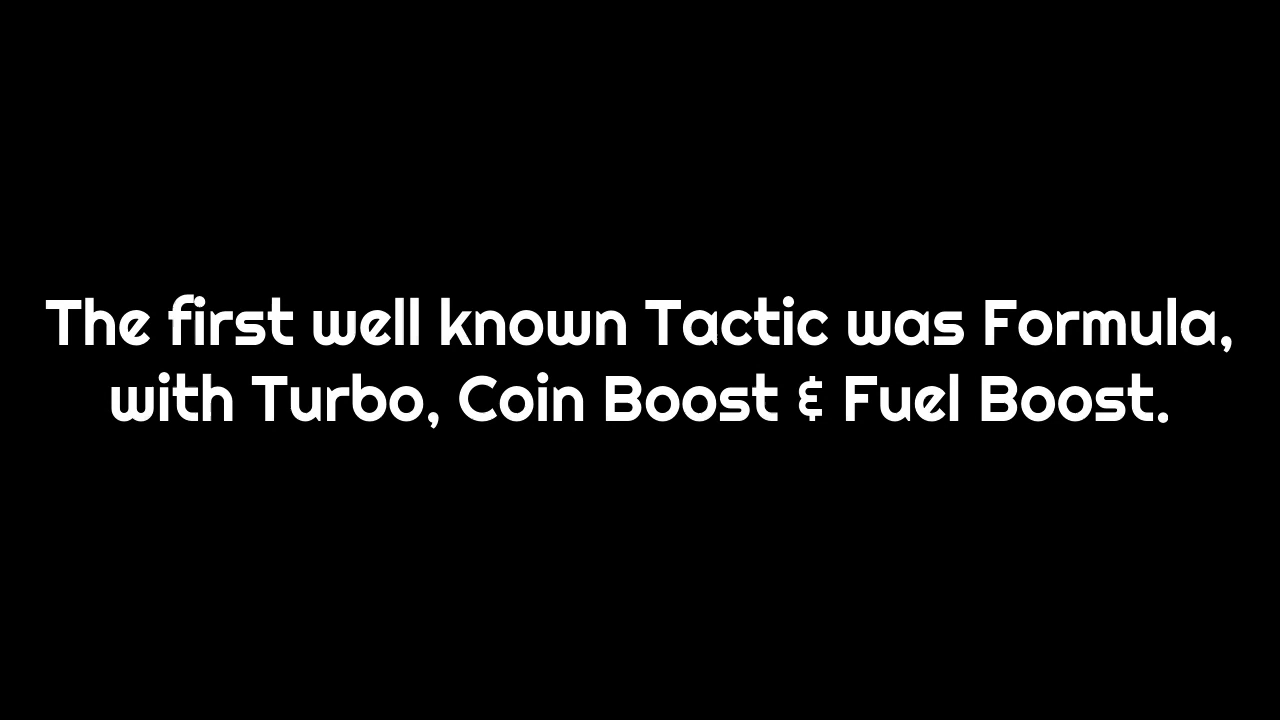 The first well known Tactic was Formula,
with Turbo, Coin Boost & Fuel Boost.